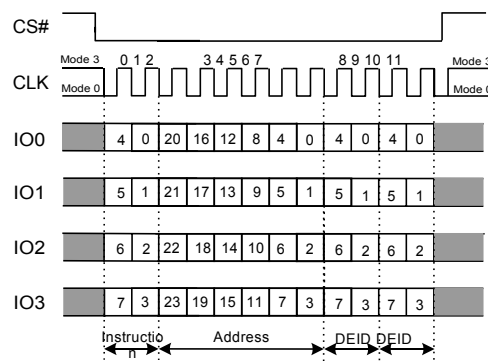 CS#
Mode 3 0 1 2 3 4 5 6 7 8 9 10 11 Mode 3
CLK
Mode 0 Mode 0
IO0 4 0 20 16 12 8 4 0 4 0 4 0
IO1 5 1 21 17 13 9 5 1 5 1 5 1
IO2 6 2 22 18 14 10 6 2 6 2 6 2
IO3 7 3 23 19 15 11 7 3 7 3 7 3
Instructio Address DEID DEID
n